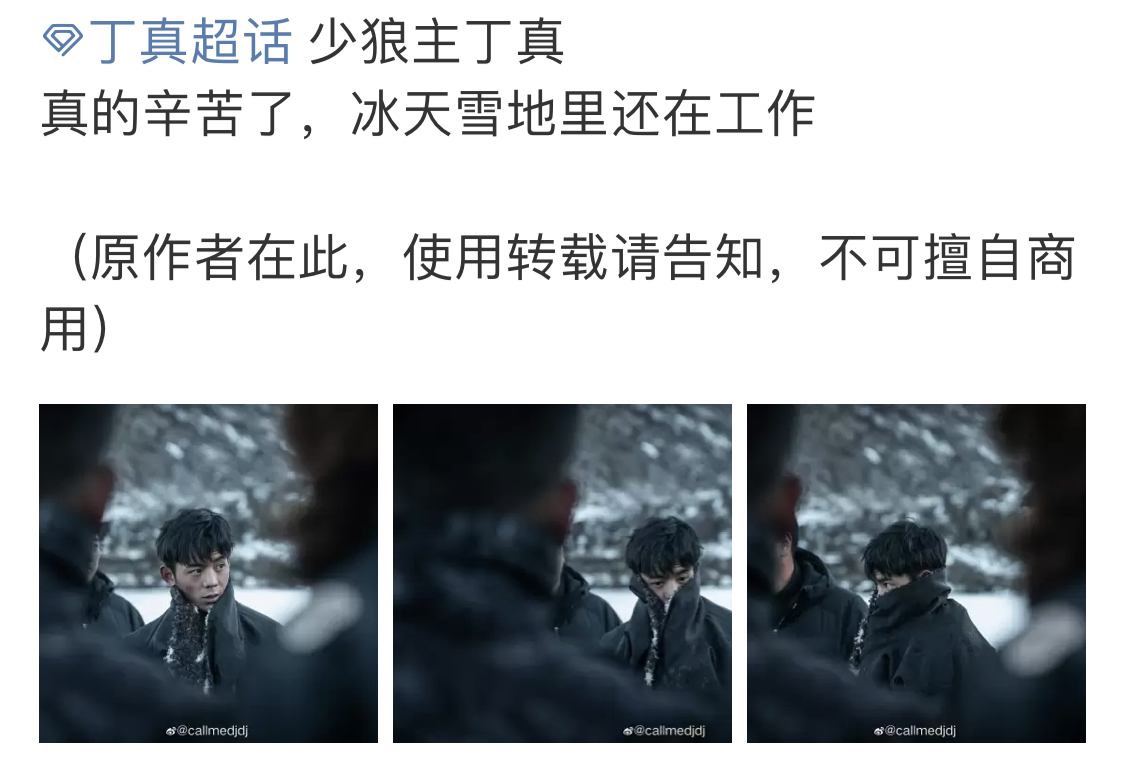 丁真超话 少狼主丁真
真的辛苦了，冰天雪地里还在工作
（原作者在此，使用转载请告知，不可擅自商
用）
@callmedjdj
@callmedjdj
@callmedjdj